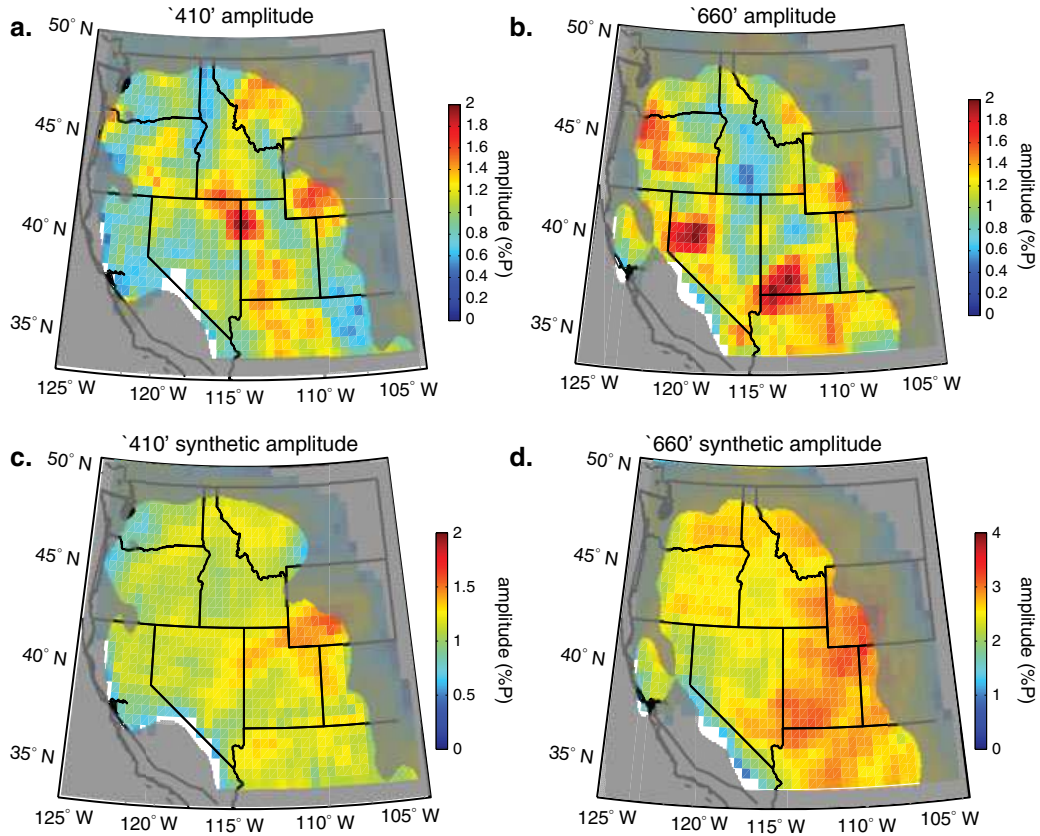 a.
`410' amplitude
50° N
45° N
40° N
35° N
125° W
120° W
115° W
110° W
105° W
2
1.8
1.6
1.4
1.2
1
0.8
0.6
0.4
0.2
0
amplitude (%P)
b.
`660' amplitude
50° N
45° N
40° N
35° N
125° W
120° W
115° W
110° W
105° W
2
1.8
1.6
1.4
1.2
1
0.8
0.6
0.4
0.2
0
amplitude (%P)
c.
`410' synthetic amplitude
50° N
45° N
40° N
35° N
125° W
120° W
115° W
110° W
105° W
2
1.5
1
0.5
0
amplitude (%P)
d.
`660' synthetic amplitude
50° N
45° N
40° N
35° N
125° W
120° W
115° W
110° W
105° W
4
3
2
1
0
amplitude (%P)